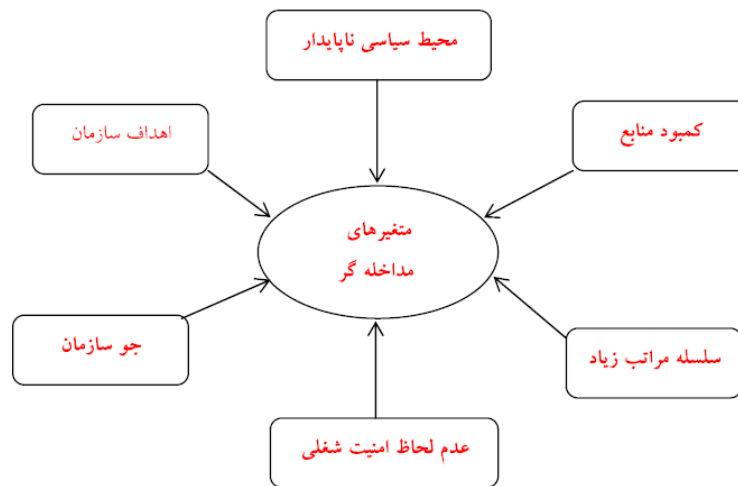 محیط سیاسی ناپایدار
کمبود منابع
اهداف سازمان
متغیرهای
مداخله گر
جو سازمان
سلسله مراتب زیاد
عدم لحاظ امنیت شغلی